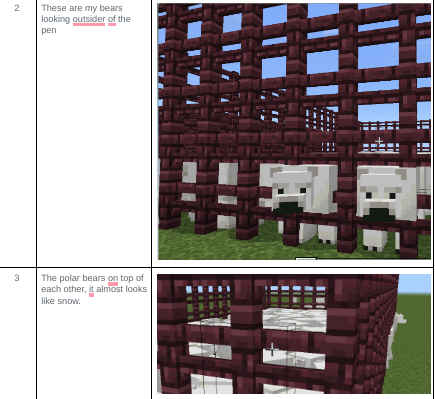 2
These are my bears
looking outsider of the
pen
3
The polar bears on top of
each other, it almost looks
like snow.